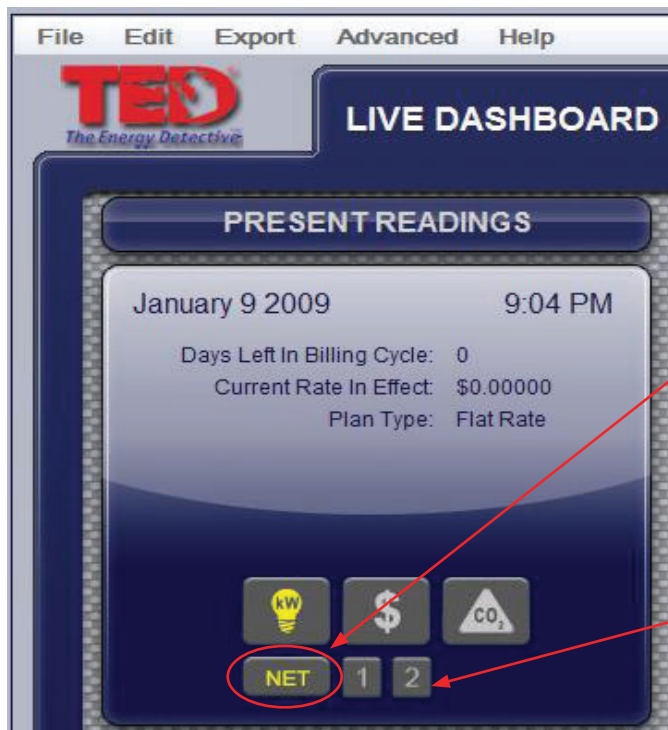 File Edit Export Advanced Help
TED®
The Energy Detective
LIVE DASHBOARD
PRESENT READINGS
January 9 2009 9:04 PM
Days Left In Billing Cycle: 0
Current Rate In Effect: $0.00000
Plan Type: Flat Rate
kW $ CO₂
NET 1 2